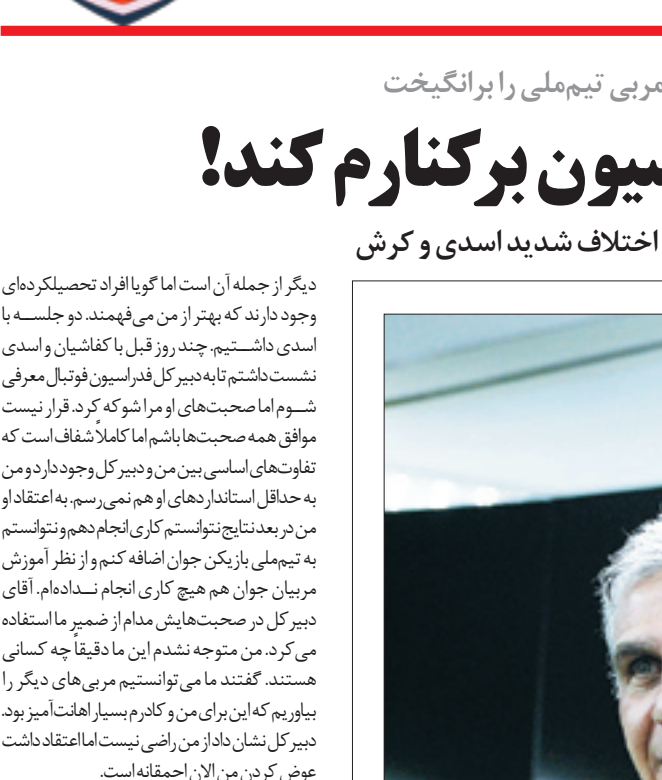 مربی تیم‌ملی را برانگیخت
سیون برکنارم کند!
اختلاف شدید اسدی و کرش
دیگر از جمله آن است اما گویا افراد تحصیلکرده‌ای
وجود دارند که بهتر از من می‌فهمند. دو جلسه با
اسدی داشتیم. چند روز قبل با کفاشیان و اسدی
نشست داشتم تا به دبیر کل فدراسیون فوتبال معرفی
شوم اما صحبت‌های او مرا شوکه کرد. قرار نیست
موافق همه صحبت‌ها باشم اما کاملاً شفاف است که
تفاوت‌های اساسی بین من و دبیر کل وجود دارد و من
به حداقل استانداردهای او هم نمی‌رسم. به اعتقاد او
من در بعد نتایج نتوانستم کاری انجام دهم و نتوانستم
به تیم‌ملی بازیکن جوان اضافه کنم و از نظر آموزش
مربیان جوان هم هیچ کاری انجام نداده‌ام. آقای
دبیر کل در صحبت‌هایش مدام از ضمیر ما استفاده
می‌کرد. من متوجه نشدم این ما دقیقاً چه کسانی
هستند. گفتند ما می‌توانستیم مربی‌های دیگر را
بیاوریم که این برای من و کادرم بسیار اهانت‌آمیز بود.
دبیر کل نشان داد از من راضی نیست اما اعتقاد داشت
عوض کردن من الان احمقانه است.